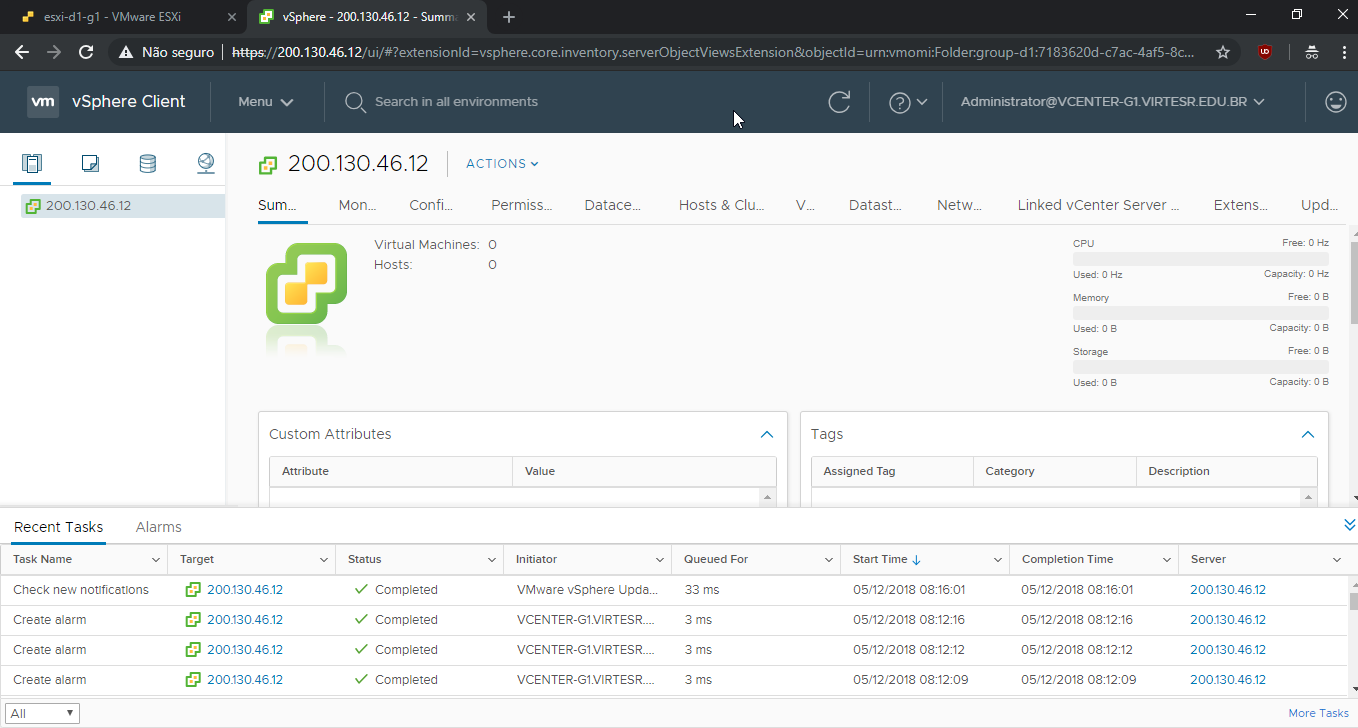 esxi-d1-g1 - VMware ESXi
vSphere - 200.130.46.12 - Summa
Não seguro
https://200.130.46.12/ui/#?extensionId=vsphere.core.inventory.serverObjectViewsExtension&objectId=urn:vmomi:Folder:group-d1:7183620d-c7ac-4af5-8c...
vm vSphere Client Menu Search in all environments Administrator@VCENTER-G1.VIRTESR.EDU.BR
200.130.46.12
200.130.46.12 ACTIONS
Sum... Mon... Confi... Permiss... Datace... Hosts & Clu... V... Datast... Netw... Linked vCenter Server ... Extens... Upd...
Virtual Machines: 0
Hosts: 0
CPU Free: 0 Hz
Used: 0 Hz Capacity: 0 Hz
Memory Free: 0 B
Used: 0 B Capacity: 0 B
Storage Free: 0 B
Used: 0 B Capacity: 0 B
Custom Attributes
Attribute Value
Tags
Assigned Tag Category Description
Recent Tasks Alarms
Task Name Target Status Initiator Queued For Start Time Completion Time Server
Check new notifications 200.130.46.12 Completed VMware vSphere Upda... 33 ms 05/12/2018 08:16:01 05/12/2018 08:16:01 200.130.46.12
Create alarm 200.130.46.12 Completed VCENTER-G1.VIRTESR.... 3 ms 05/12/2018 08:12:16 05/12/2018 08:12:16 200.130.46.12
Create alarm 200.130.46.12 Completed VCENTER-G1.VIRTESR.... 3 ms 05/12/2018 08:12:12 05/12/2018 08:12:12 200.130.46.12
Create alarm 200.130.46.12 Completed VCENTER-G1.VIRTESR.... 3 ms 05/12/2018 08:12:09 05/12/2018 08:12:09 200.130.46.12
All More Tasks